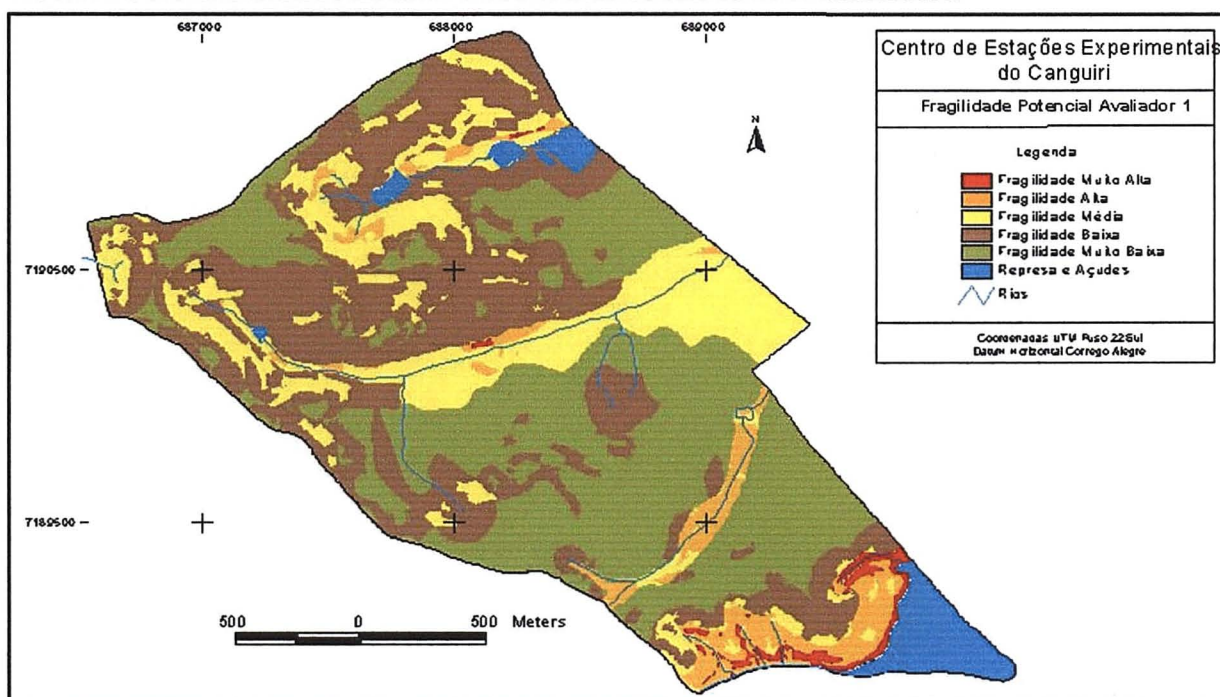 687000 688000 689000
Centro de Estações Experimentais
do Canguiri
Fragilidade Potencial Avaliador 1
N
Legenda
Fragilidade Muito Alta
Fragilidade Alta
Fragilidade Média
Fragilidade Baixa
Fragilidade Muito Baixa
Represa e Açudes
Rios
7190500
Coordenadas UTM Fuso 22Sul
Datum Horizontal Corrego Alegre
7189500
500 0 500 Meters